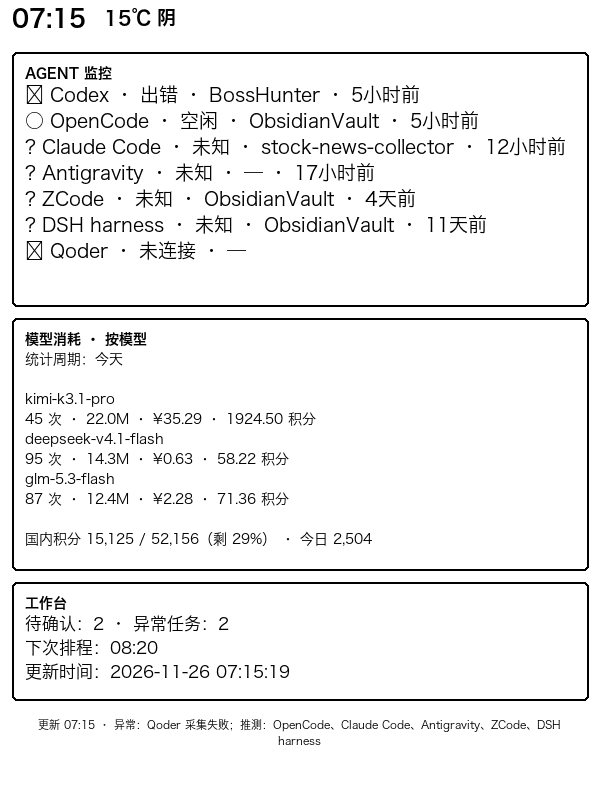 07:15 15℃ 阴
AGENT 监控
☒ Codex · 出错 · BossHunter · 5小时前
○ OpenCode · 空闲 · ObsidianVault · 5小时前
? Claude Code · 未知 · stock-news-collector · 12小时前
? Antigravity · 未知 · — · 17小时前
? ZCode · 未知 · ObsidianVault · 4天前
? DSH harness · 未知 · ObsidianVault · 11天前
☒ Qoder · 未连接 · —
模型消耗 · 按模型
统计周期：今天
kimi-k3.1-pro
45 次 · 22.0M · ¥35.29 · 1924.50 积分
deepseek-v4.1-flash
95 次 · 14.3M · ¥0.63 · 58.22 积分
glm-5.3-flash
87 次 · 12.4M · ¥2.28 · 71.36 积分
国内积分 15,125 / 52,156（剩 29%） · 今日 2,504
工作台
待确认：2 · 异常任务：2
下次排程：08:20
更新时间：2026-11-26 07:15:19
更新 07:15 · 异常：Qoder 采集失败；推测：OpenCode、Claude Code、Antigravity、ZCode、DSH
harness